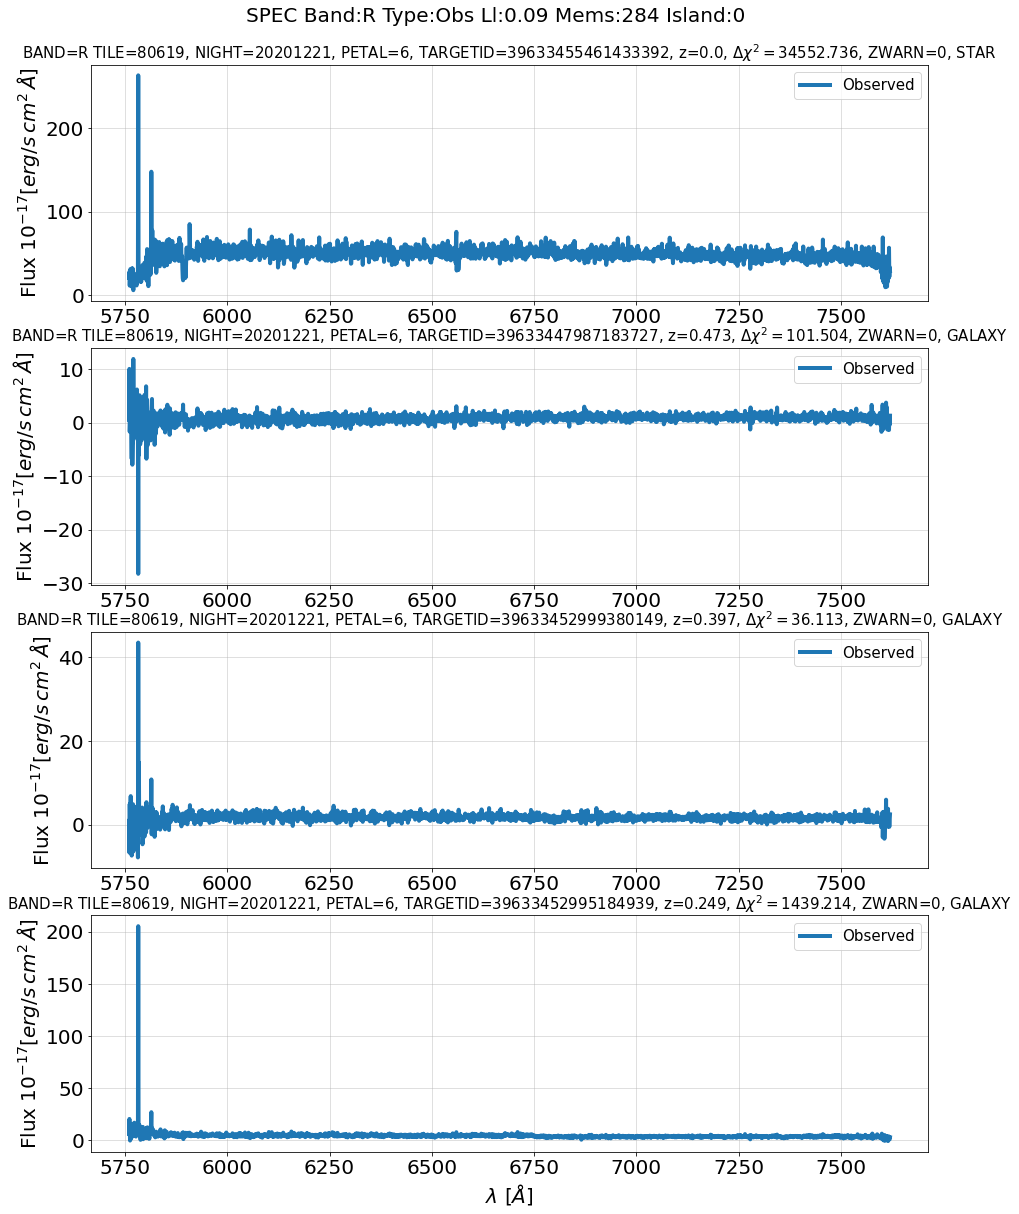 SPEC Band:R Type:Obs Ll:0.09 Mems:284 Island:0
BAND=R TILE=80619, NIGHT=20201221, PETAL=6, TARGETID=39633455461433392, z=0.0, Δχ² = 34552.736, ZWARN=0, STAR
Flux 10⁻¹⁷[erg/s cm² Å]
200
100
0
Observed
5750 6000 6250 6500 6750 7000 7250 7500
BAND=R TILE=80619, NIGHT=20201221, PETAL=6, TARGETID=39633447987183727, z=0.473, Δχ² = 101.504, ZWARN=0, GALAXY
Flux 10⁻¹⁷[erg/s cm² Å]
10
0
−10
−20
−30
Observed
5750 6000 6250 6500 6750 7000 7250 7500
BAND=R TILE=80619, NIGHT=20201221, PETAL=6, TARGETID=39633452999380149, z=0.397, Δχ² = 36.113, ZWARN=0, GALAXY
Flux 10⁻¹⁷[erg/s cm² Å]
40
20
0
Observed
5750 6000 6250 6500 6750 7000 7250 7500
BAND=R TILE=80619, NIGHT=20201221, PETAL=6, TARGETID=39633452995184939, z=0.249, Δχ² = 1439.214, ZWARN=0, GALAXY
Flux 10⁻¹⁷[erg/s cm² Å]
200
150
100
50
0
Observed
5750 6000 6250 6500 6750 7000 7250 7500
λ [Å]